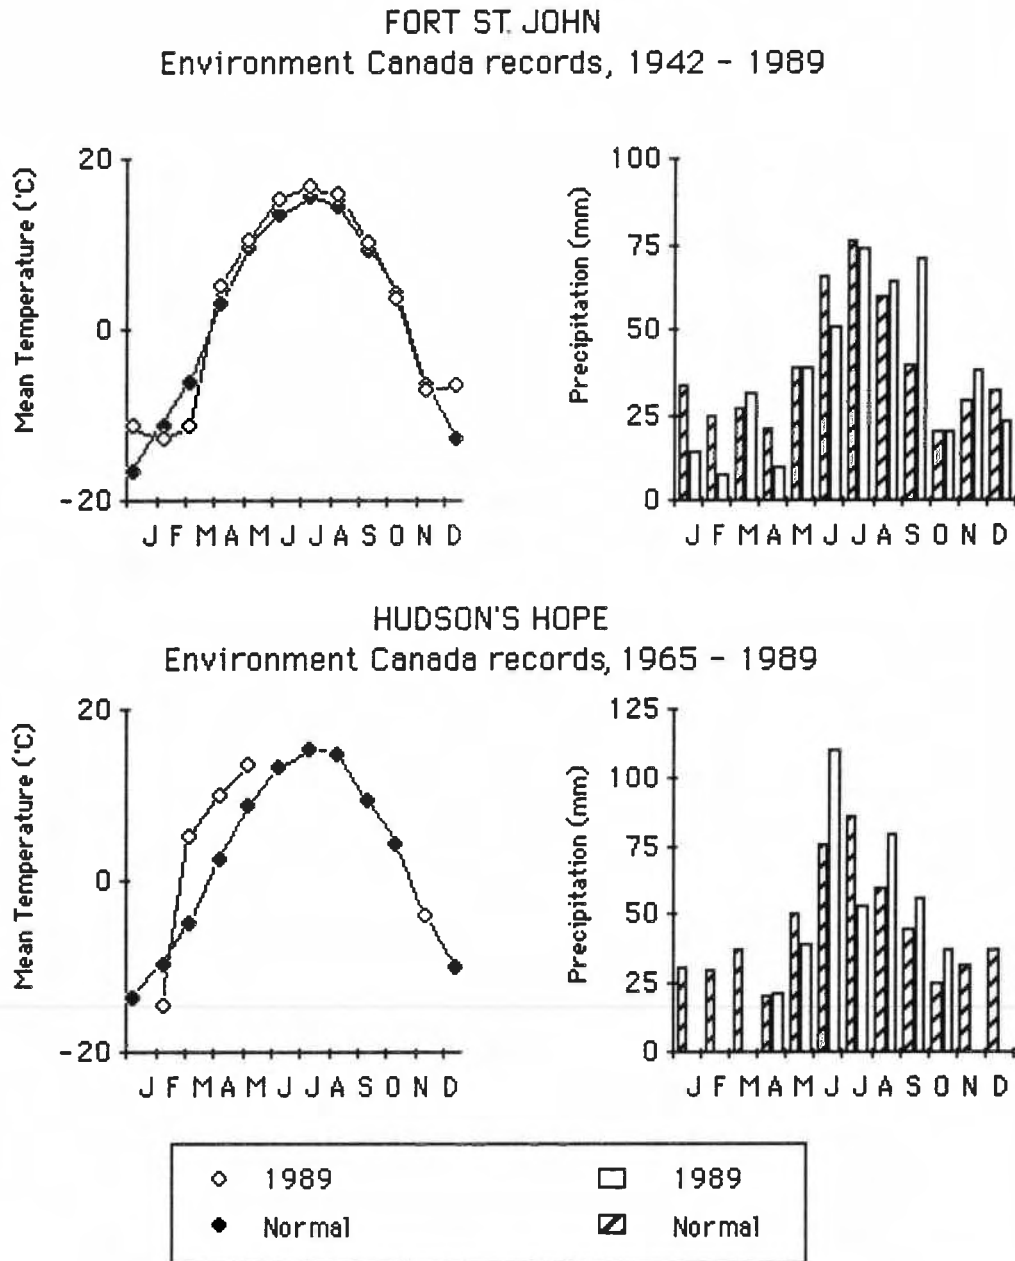 FORT ST. JOHN
Environment Canada records, 1942 - 1989
Mean Temperature (°C)
20
0
-20
J F M A M J J A S O N D
Precipitation (mm)
100
75
50
25
0
J F M A M J J A S O N D
HUDSON'S HOPE
Environment Canada records, 1965 - 1989
Mean Temperature (°C)
20
0
-20
J F M A M J J A S O N D
Precipitation (mm)
125
100
75
50
25
0
J F M A M J J A S O N D
1989
Normal
1989
Normal